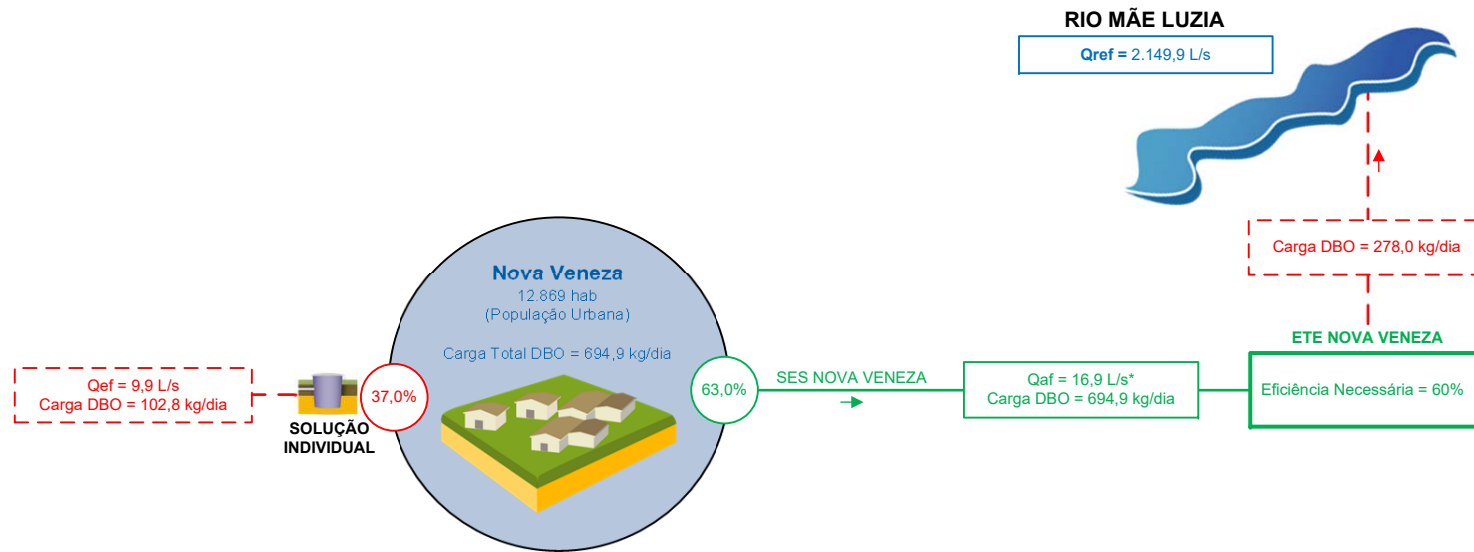 RIO MÃE LUZIA
Qref = 2.149,9 L/s
Carga DBO = 278,0 kg/dia
Nova Veneza
12.869 hab
(População Urbana)
Carga Total DBO = 694,9 kg/dia
ETE NOVA VENEZA
Eficiência Necessária = 60%
Qef = 9,9 L/s
Carga DBO = 102,8 kg/dia
37,0%
SOLUÇÃO
INDIVIDUAL
63,0%
SES NOVA VENEZA
Qaf = 16,9 L/s*
Carga DBO = 694,9 kg/dia